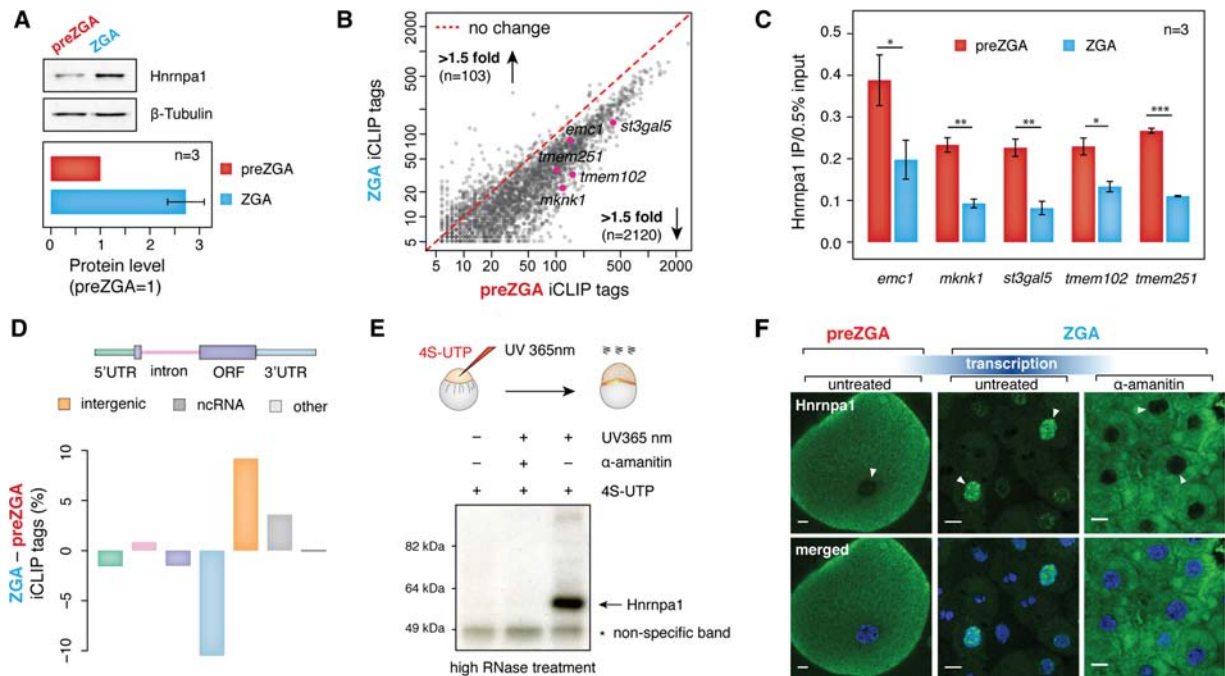 A
preZGA
ZGA
Hnrnpa1
β-Tubulin
n=3
preZGA
ZGA
0 1 2 3
Protein level
(preZGA=1)
B
no change
>1.5 fold
(n=103)
emc1
st3gal5
tmem251
tmem102
mknk1
>1.5 fold
(n=2120)
ZGA iCLIP tags
2000
1000
500
200
100
50
20
10
5
5 10 20 50 100 200 500 2000
preZGA iCLIP tags
C
preZGA
ZGA
n=3
Hnrnpa1 IP/0.5% input
0.4
0.3
0.2
0.1
0.0
* ** ** * ***
emc1 mknk1 st3gal5 tmem102 tmem251
D
5'UTR intron ORF 3'UTR
intergenic ncRNA other
ZGA – preZGA
iCLIP tags (%)
10
5
0
−5
−10
E
4S-UTP UV 365nm
– + + UV365 nm
– + – α-amanitin
+ + + 4S-UTP
82 kDa
64 kDa
Hnrnpa1
49 kDa
* non-specific band
high RNase treatment
F
preZGA ZGA
transcription
untreated untreated α-amanitin
Hnrnpa1
merged